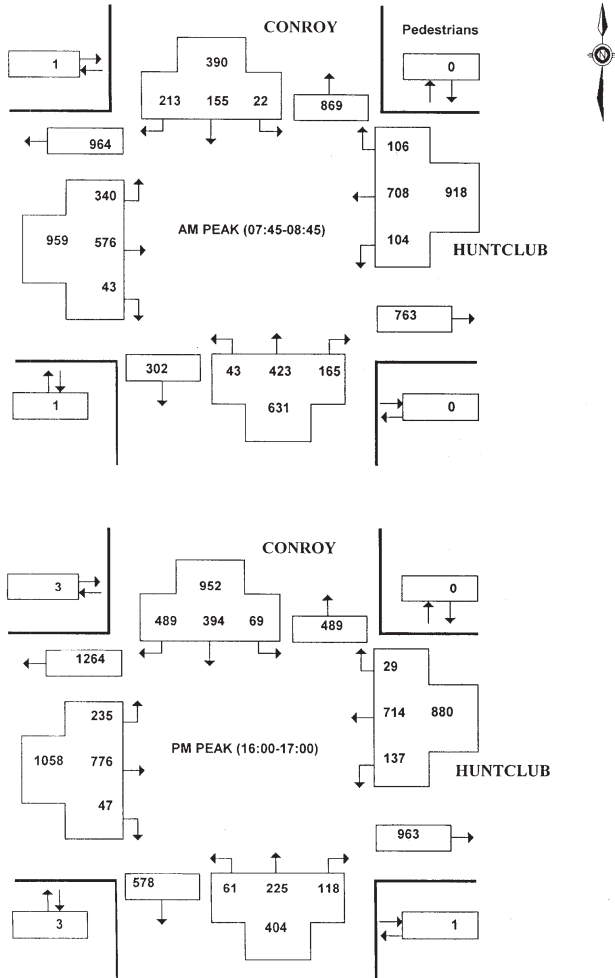 CONROY
Pedestrians
N
1
390
0
213 155 22
869
964
106
340
708 918
959 576
AM PEAK (07:45-08:45)
104
HUNTCLUB
43
763
302
43 423 165
1
631
0
CONROY
3
952
0
489 394 69
489
1264
29
235
714 880
1058 776
PM PEAK (16:00-17:00)
137
HUNTCLUB
47
963
578
61 225 118
3
404
1